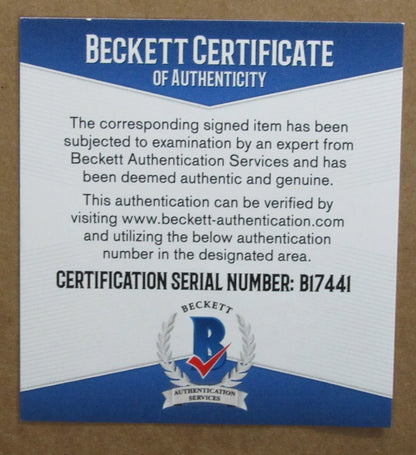 BECKETT CERTIFICATE
OF AUTHENTICITY
The corresponding signed item has been
subjected to examination by an expert from
Beckett Authentication Services and has
been deemed authentic and genuine.
This authentication can be verified by
visiting www.beckett-authentication.com
and utilizing the below authentication
number in the designated area.
CERTIFICATION SERIAL NUMBER: B17441
BECKETT
B
AUTHENTICATION
SERVICES